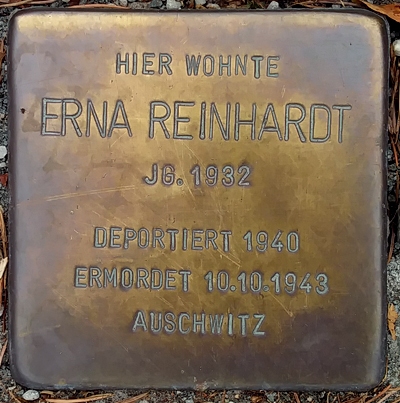 HIER WOHNTE
ERNA REINHARDT
JG. 1932
DEPORTIERT 1940
ERMORDET 10.10.1943
AUSCHWITZ